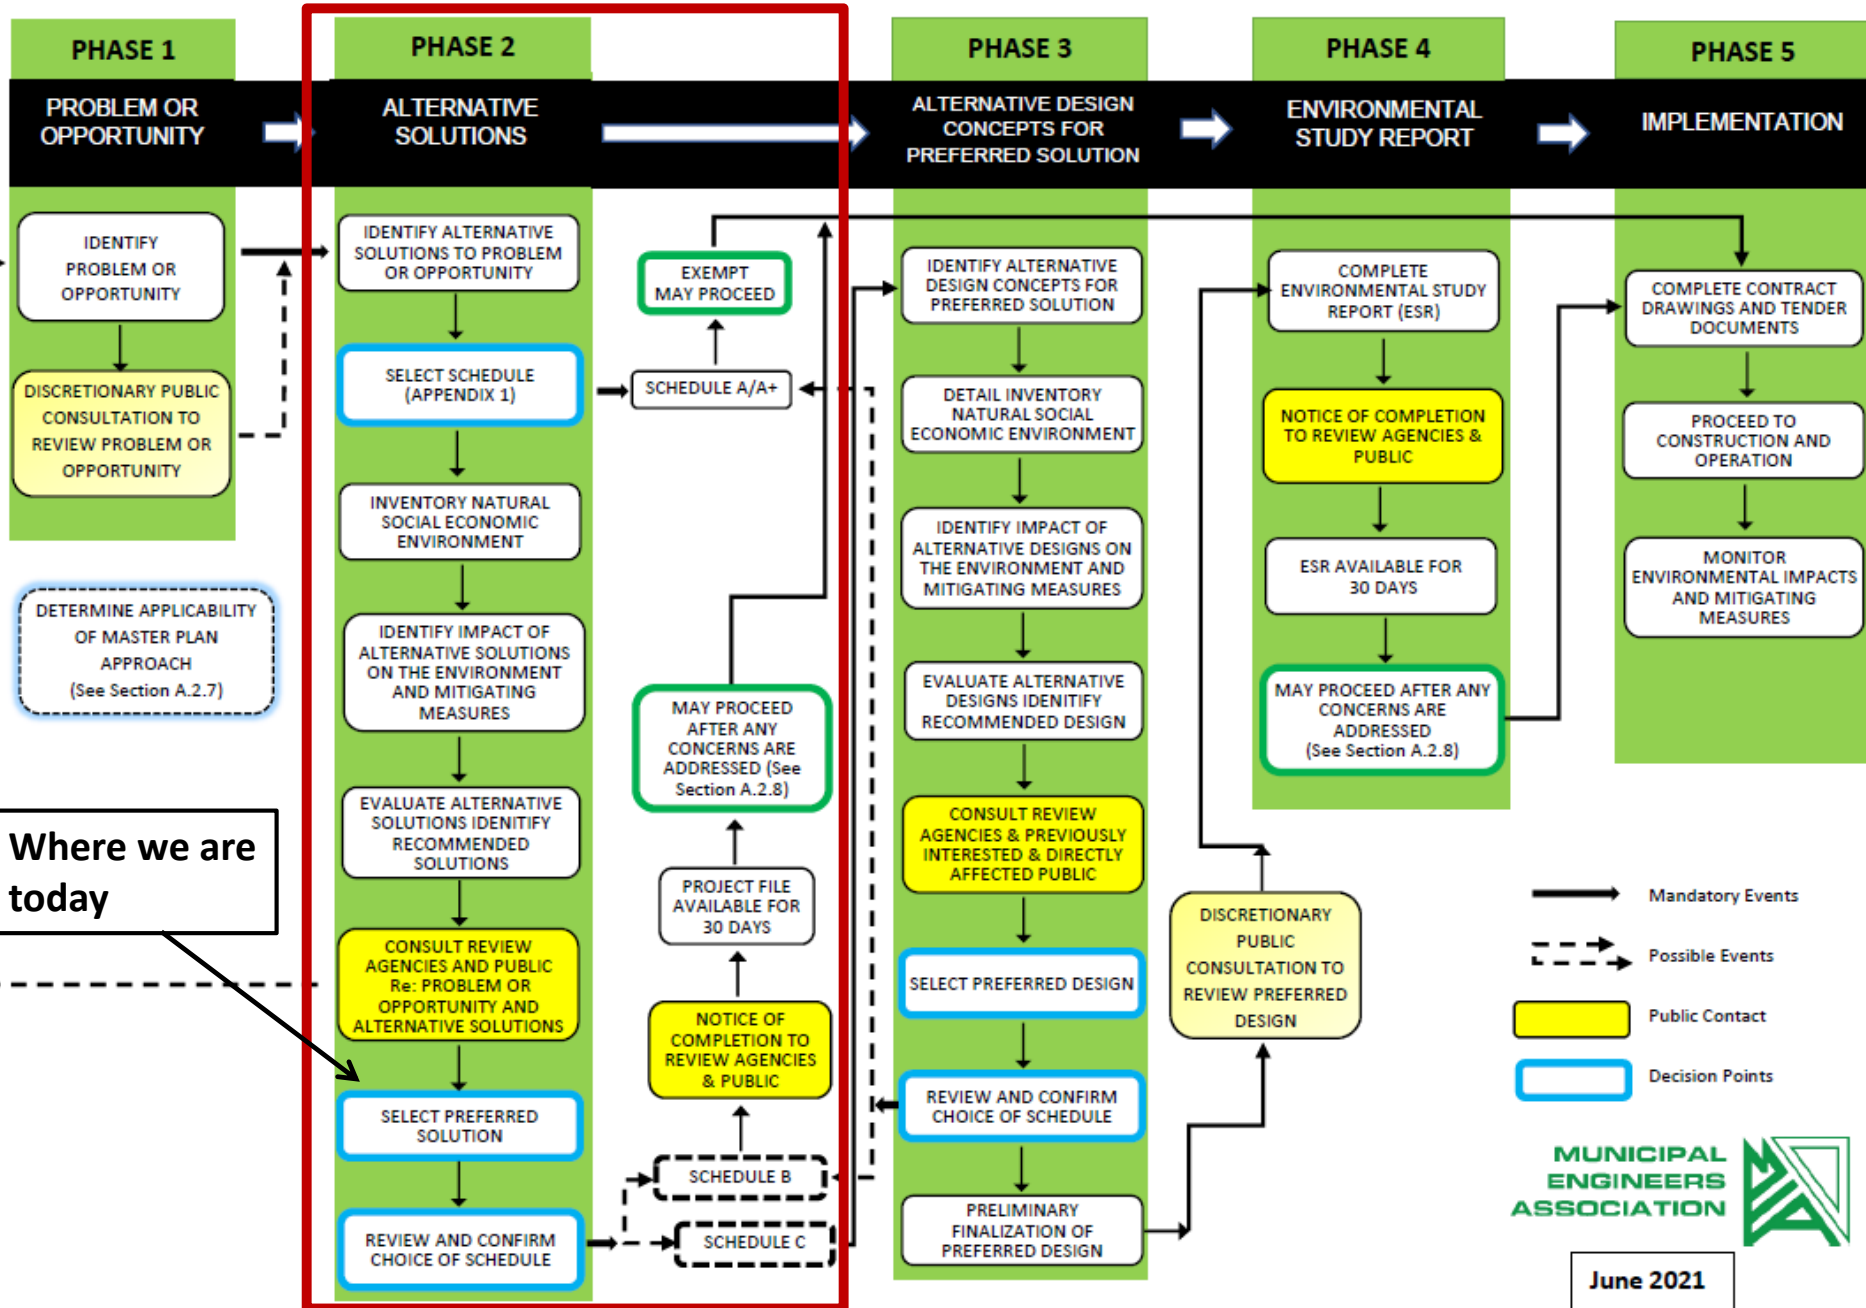 PHASE 1
PROBLEM OR
OPPORTUNITY
IDENTIFY
PROBLEM OR
OPPORTUNITY
DISCRETIONARY PUBLIC
CONSULTATION TO
REVIEW PROBLEM OR
OPPORTUNITY
DETERMINE APPLICABILITY
OF MASTER PLAN
APPROACH
(See Section A.2.7)
Where we are
today
PHASE 2
ALTERNATIVE
SOLUTIONS
IDENTIFY ALTERNATIVE
SOLUTIONS TO PROBLEM
OR OPPORTUNITY
SELECT SCHEDULE
(APPENDIX 1)
INVENTORY NATURAL
SOCIAL ECONOMIC
ENVIRONMENT
IDENTIFY IMPACT OF
ALTERNATIVE SOLUTIONS
ON THE ENVIRONMENT
AND MITIGATING
MEASURES
EVALUATE ALTERNATIVE
SOLUTIONS IDENITIFY
RECOMMENDED
SOLUTIONS
CONSULT REVIEW
AGENCIES AND PUBLIC
Re: PROBLEM OR
OPPORTUNITY AND
ALTERNATIVE SOLUTIONS
SELECT PREFERRED
SOLUTION
REVIEW AND CONFIRM
CHOICE OF SCHEDULE
EXEMPT
MAY PROCEED
SCHEDULE A/A+
MAY PROCEED
AFTER ANY
CONCERNS ARE
ADDRESSED (See
Section A.2.8)
PROJECT FILE
AVAILABLE FOR
30 DAYS
NOTICE OF
COMPLETION TO
REVIEW AGENCIES
& PUBLIC
SCHEDULE B
SCHEDULE C
PHASE 3
ALTERNATIVE DESIGN
CONCEPTS FOR
PREFERRED SOLUTION
IDENTIFY ALTERNATIVE
DESIGN CONCEPTS FOR
PREFERRED SOLUTION
DETAIL INVENTORY
NATURAL SOCIAL
ECONOMIC ENVIRONMENT
IDENTIFY IMPACT OF
ALTERNATIVE DESIGNS ON
THE ENVIRONMENT AND
MITIGATING MEASURES
EVALUATE ALTERNATIVE
DESIGNS IDENITIFY
RECOMMENDED DESIGN
CONSULT REVIEW
AGENCIES & PREVIOUSLY
INTERESTED & DIRECTLY
AFFECTED PUBLIC
SELECT PREFERRED DESIGN
REVIEW AND CONFIRM
CHOICE OF SCHEDULE
PRELIMINARY
FINALIZATION OF
PREFERRED DESIGN
DISCRETIONARY
PUBLIC
CONSULTATION TO
REVIEW PREFERRED
DESIGN
PHASE 4
ENVIRONMENTAL
STUDY REPORT
COMPLETE
ENVIRONMENTAL STUDY
REPORT (ESR)
NOTICE OF COMPLETION
TO REVIEW AGENCIES &
PUBLIC
ESR AVAILABLE FOR
30 DAYS
MAY PROCEED AFTER ANY
CONCERNS ARE
ADDRESSED
(See Section A.2.8)
PHASE 5
IMPLEMENTATION
COMPLETE CONTRACT
DRAWINGS AND TENDER
DOCUMENTS
PROCEED TO
CONSTRUCTION AND
OPERATION
MONITOR
ENVIRONMENTAL IMPACTS
AND MITIGATING
MEASURES
Mandatory Events
Possible Events
Public Contact
Decision Points
MUNICIPAL
ENGINEERS
ASSOCIATION
June 2021